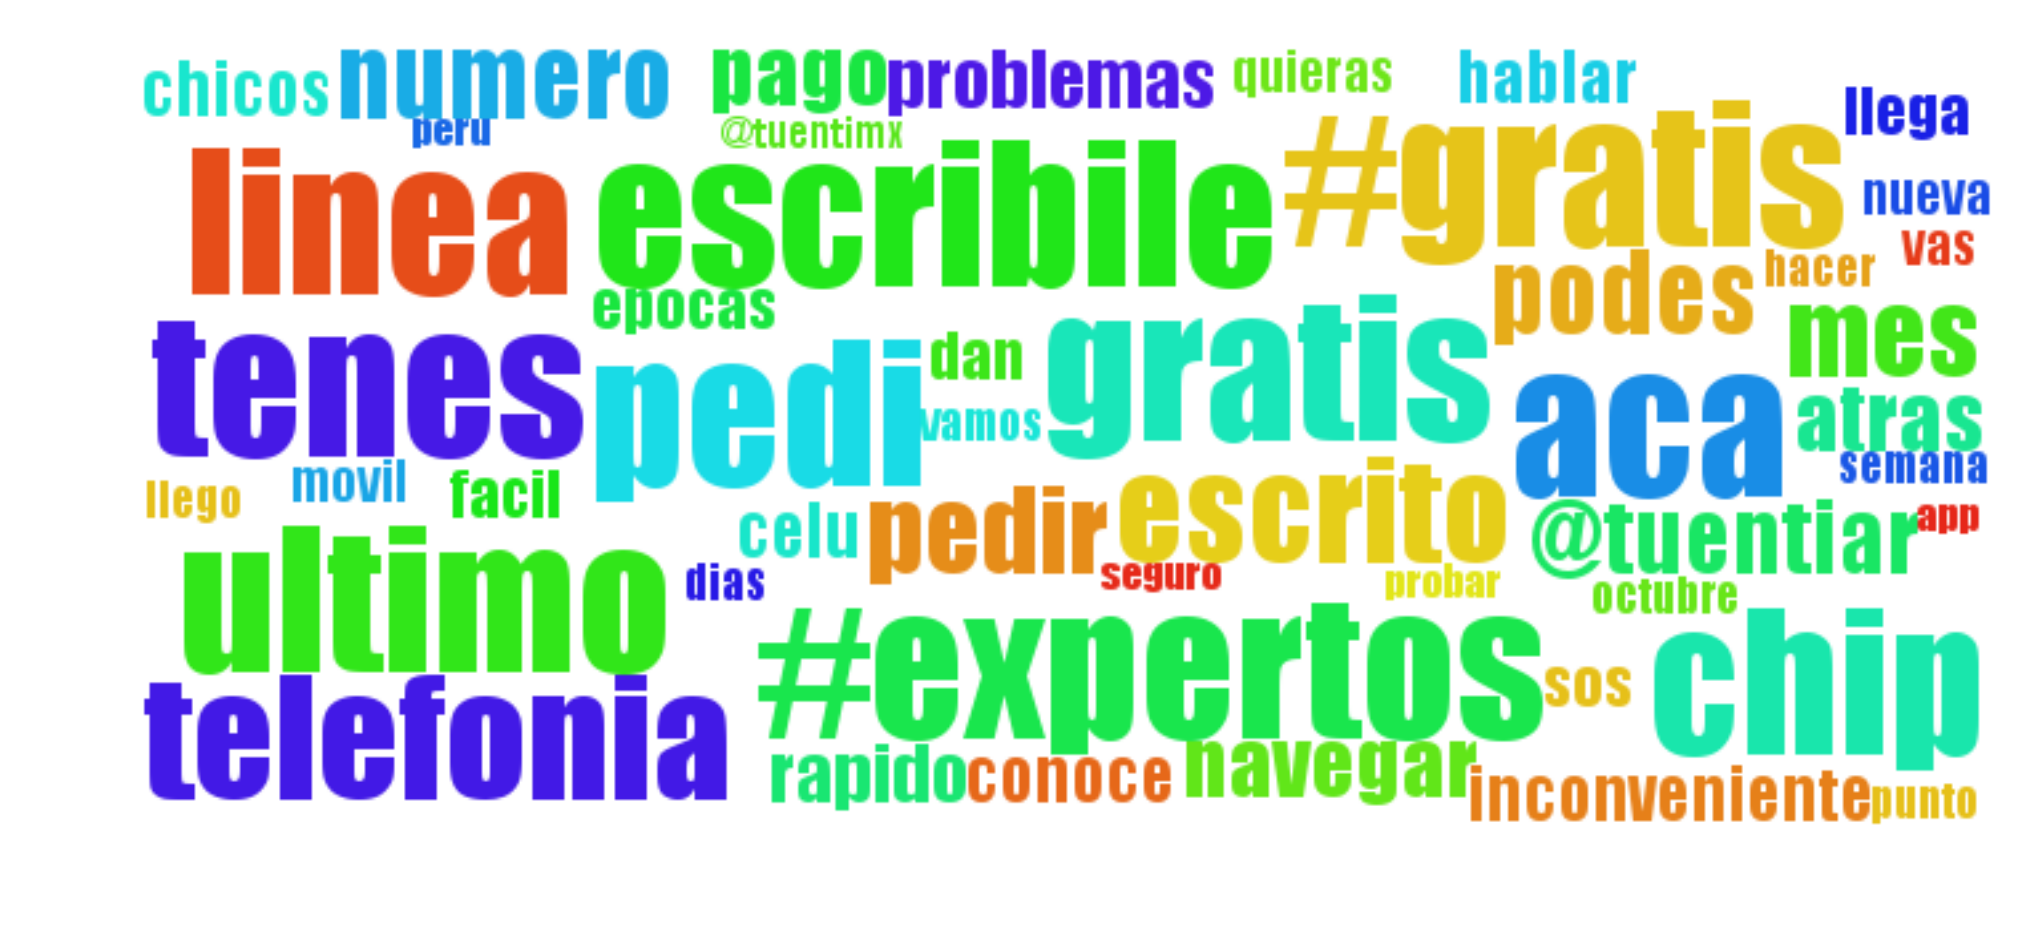 chicos numero pago problemas quieras hablar llega
peru @tuentimx
linea escribile #gratis nueva
vas
epocas podes hacer
tenes pedi dan gratis mes
vamos aca atras
llego movil facil semana
celu pedir escrito @tuentiar app
ultimo dias seguro probar octubre
telefonia #expertos sos chip
rapido conoce navegar inconveniente punto